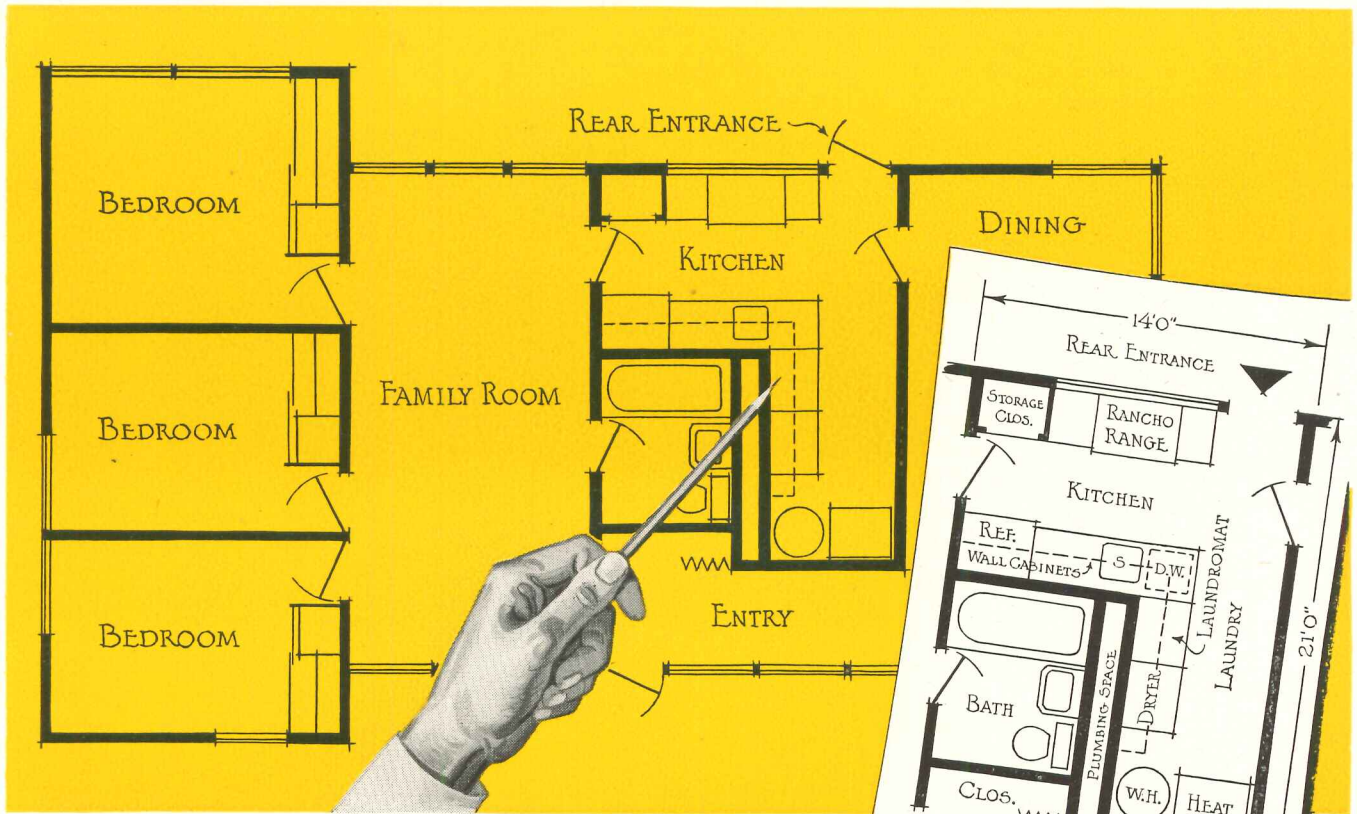 REAR ENTRANCE
BEDROOM
DINING
KITCHEN
FAMILY ROOM
BEDROOM
ENTRY
BEDROOM
14'0"
REAR ENTRANCE
STORAGE
CLOS.
RANCHO
RANGE
KITCHEN
REF.
WALL CABINETS
S
D.W.
LAUNDROMAT
LAUNDRY
21'0"
DRYER
PLUMBING SPACE
BATH
CLOS.
W.H.
HEAT